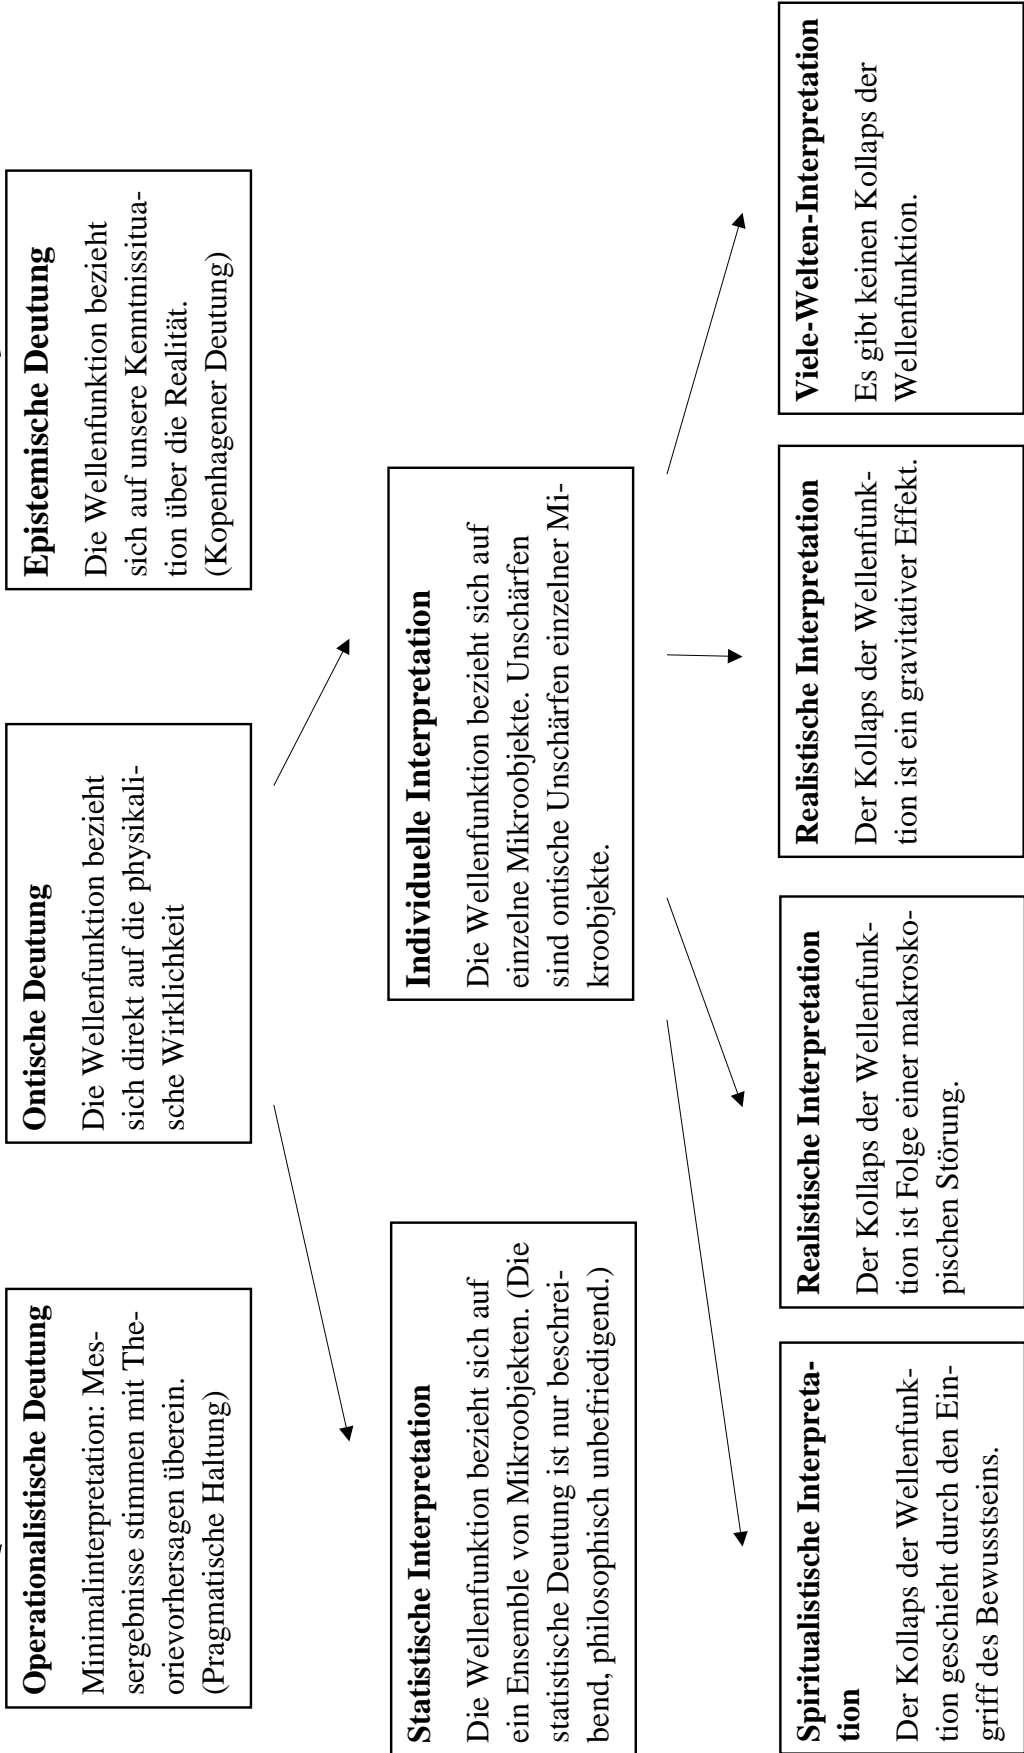 Operationalistische Deutung
Minimalinterpretation: Mes-
sergebnisse stimmen mit The-
orievorhersagen überein.
(Pragmatische Haltung)
Ontische Deutung
Die Wellenfunktion bezieht
sich direkt auf die physikali-
sche Wirklichkeit
Epistemische Deutung
Die Wellenfunktion bezieht
sich auf unsere Kenntnissitua-
tion über die Realität.
(Kopenhagener Deutung)
Statistische Interpretation
Die Wellenfunktion bezieht sich auf
ein Ensemble von Mikroobjekten. (Die
statistische Deutung ist nur beschrei-
bend, philosophisch unbefriedigend.)
Individuelle Interpretation
Die Wellenfunktion bezieht sich auf
einzelne Mikroobjekte. Unschärfen
sind ontische Unschärfen einzelner Mi-
kroobjekte.
Spiritualistische Interpreta-
tion
Der Kollaps der Wellenfunk-
tion geschieht durch den Ein-
griff des Bewusstseins.
Realistische Interpretation
Der Kollaps der Wellenfunk-
tion ist Folge einer makrosko-
pischen Störung.
Realistische Interpretation
Der Kollaps der Wellenfunk-
tion ist ein gravitativer Effekt.
Viele-Welten-Interpretation
Es gibt keinen Kollaps der
Wellenfunktion.